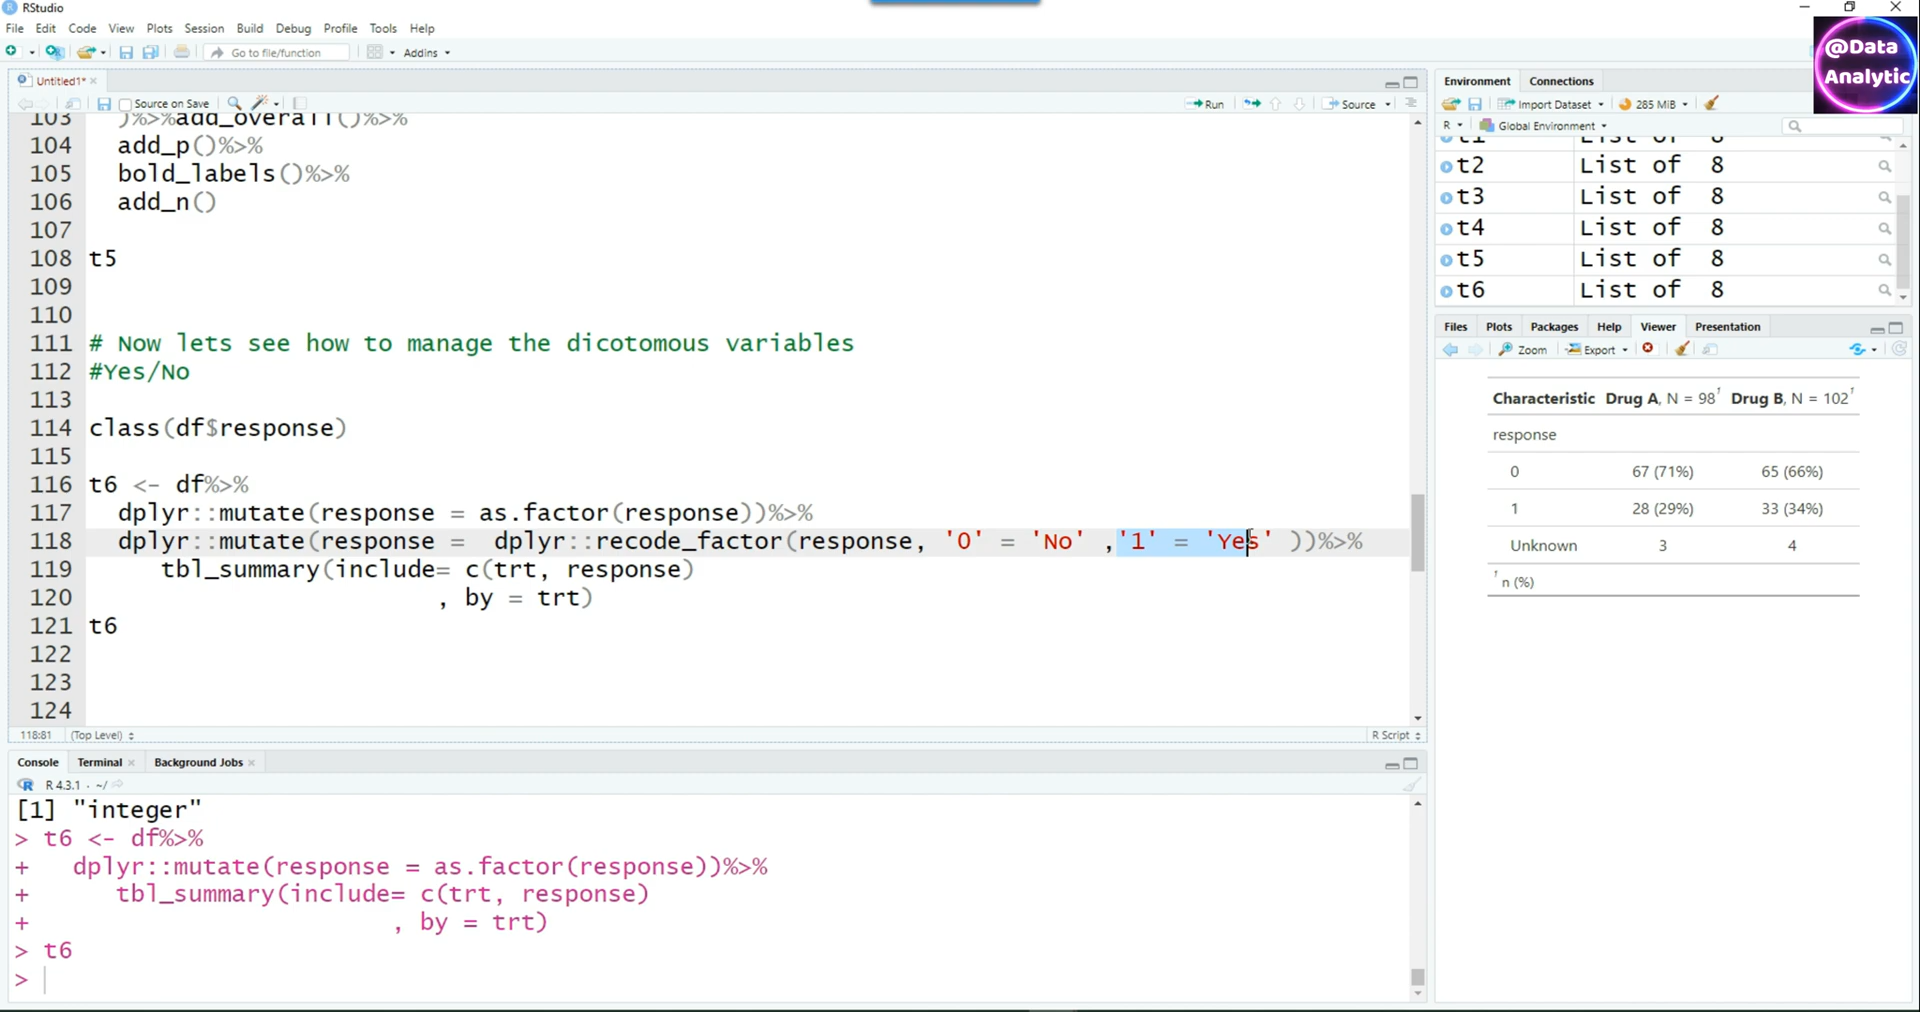 RStudio
File Edit Code View Plots Session Build Debug Profile Tools Help
Go to file/function Addins
@Data
Analytic
Untitled1*
Source on Save Run Source
103 )%>%add_overall()%>%
104 add_p()%>%
105 bold_labels()%>%
106 add_n()
107
108 t5
109
110
111 # Now lets see how to manage the dicotomous variables
112 #Yes/No
113
114 class(df$response)
115
116 t6 <- df%>%
117 dplyr::mutate(response = as.factor(response))%>%
118 dplyr::mutate(response =  dplyr::recode_factor(response, '0' = 'No' ,'1' = 'Yes' ))%>%
119 tbl_summary(include= c(trt, response)
120 , by = trt)
121 t6
122
123
124
118:81 (Top Level) R Script
Console Terminal Background Jobs
R 4.3.1 · ~/
[1] "integer"
> t6 <- df%>%
+ dplyr::mutate(response = as.factor(response))%>%
+ tbl_summary(include= c(trt, response)
+ , by = trt)
> t6
>
Environment Connections
Import Dataset 285 MiB
R Global Environment
t1 List of 8
t2 List of 8
t3 List of 8
t4 List of 8
t5 List of 8
t6 List of 8
Files Plots Packages Help Viewer Presentation
Zoom Export
Characteristic Drug A, N = 98¹ Drug B, N = 102¹
response
0 67 (71%) 65 (66%)
1 28 (29%) 33 (34%)
Unknown 3 4
¹ n (%)